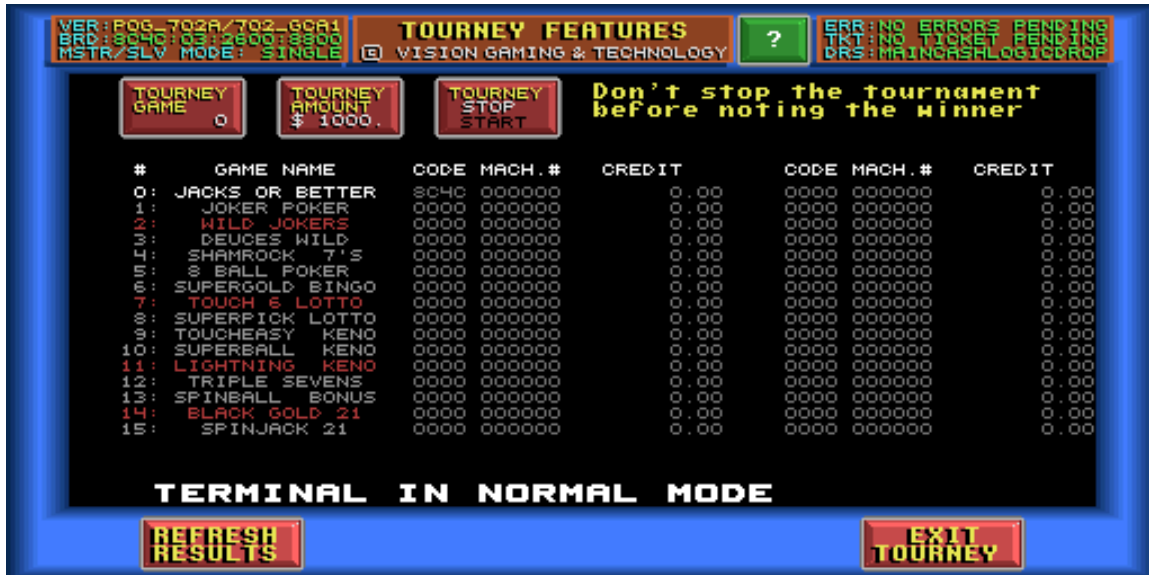 VER:POG_702A/702_GCA1
BRD:8C4C:03:2600:8800
MSTR/SLV MODE: SINGLE
TOURNEY FEATURES
© VISION GAMING & TECHNOLOGY
?
ERR:NO ERRORS PENDING
TKT:NO TICKET PENDING
DRS:MAINCASHLOGICDROP
TOURNEY GAME 0
TOURNEY AMOUNT $ 1000.
TOURNEY STOP START
Don't stop the tournament
before noting the winner
# GAME NAME CODE MACH.# CREDIT CODE MACH.# CREDIT
0: JACKS OR BETTER 8C4C 000000 0.00 0000 000000 0.00
1: JOKER POKER 0000 000000 0.00 0000 000000 0.00
2: WILD JOKERS 0000 000000 0.00 0000 000000 0.00
3: DEUCES WILD 0000 000000 0.00 0000 000000 0.00
4: SHAMROCK 7'S 0000 000000 0.00 0000 000000 0.00
5: 8 BALL POKER 0000 000000 0.00 0000 000000 0.00
6: SUPERGOLD BINGO 0000 000000 0.00 0000 000000 0.00
7: TOUCH 6 LOTTO 0000 000000 0.00 0000 000000 0.00
8: SUPERPICK LOTTO 0000 000000 0.00 0000 000000 0.00
9: TOUCHEASY KENO 0000 000000 0.00 0000 000000 0.00
10: SUPERBALL KENO 0000 000000 0.00 0000 000000 0.00
11: LIGHTNING KENO 0000 000000 0.00 0000 000000 0.00
12: TRIPLE SEVENS 0000 000000 0.00 0000 000000 0.00
13: SPINBALL BONUS 0000 000000 0.00 0000 000000 0.00
14: BLACK GOLD 21 0000 000000 0.00 0000 000000 0.00
15: SPINJACK 21 0000 000000 0.00 0000 000000 0.00
TERMINAL IN NORMAL MODE
REFRESH RESULTS
EXIT TOURNEY